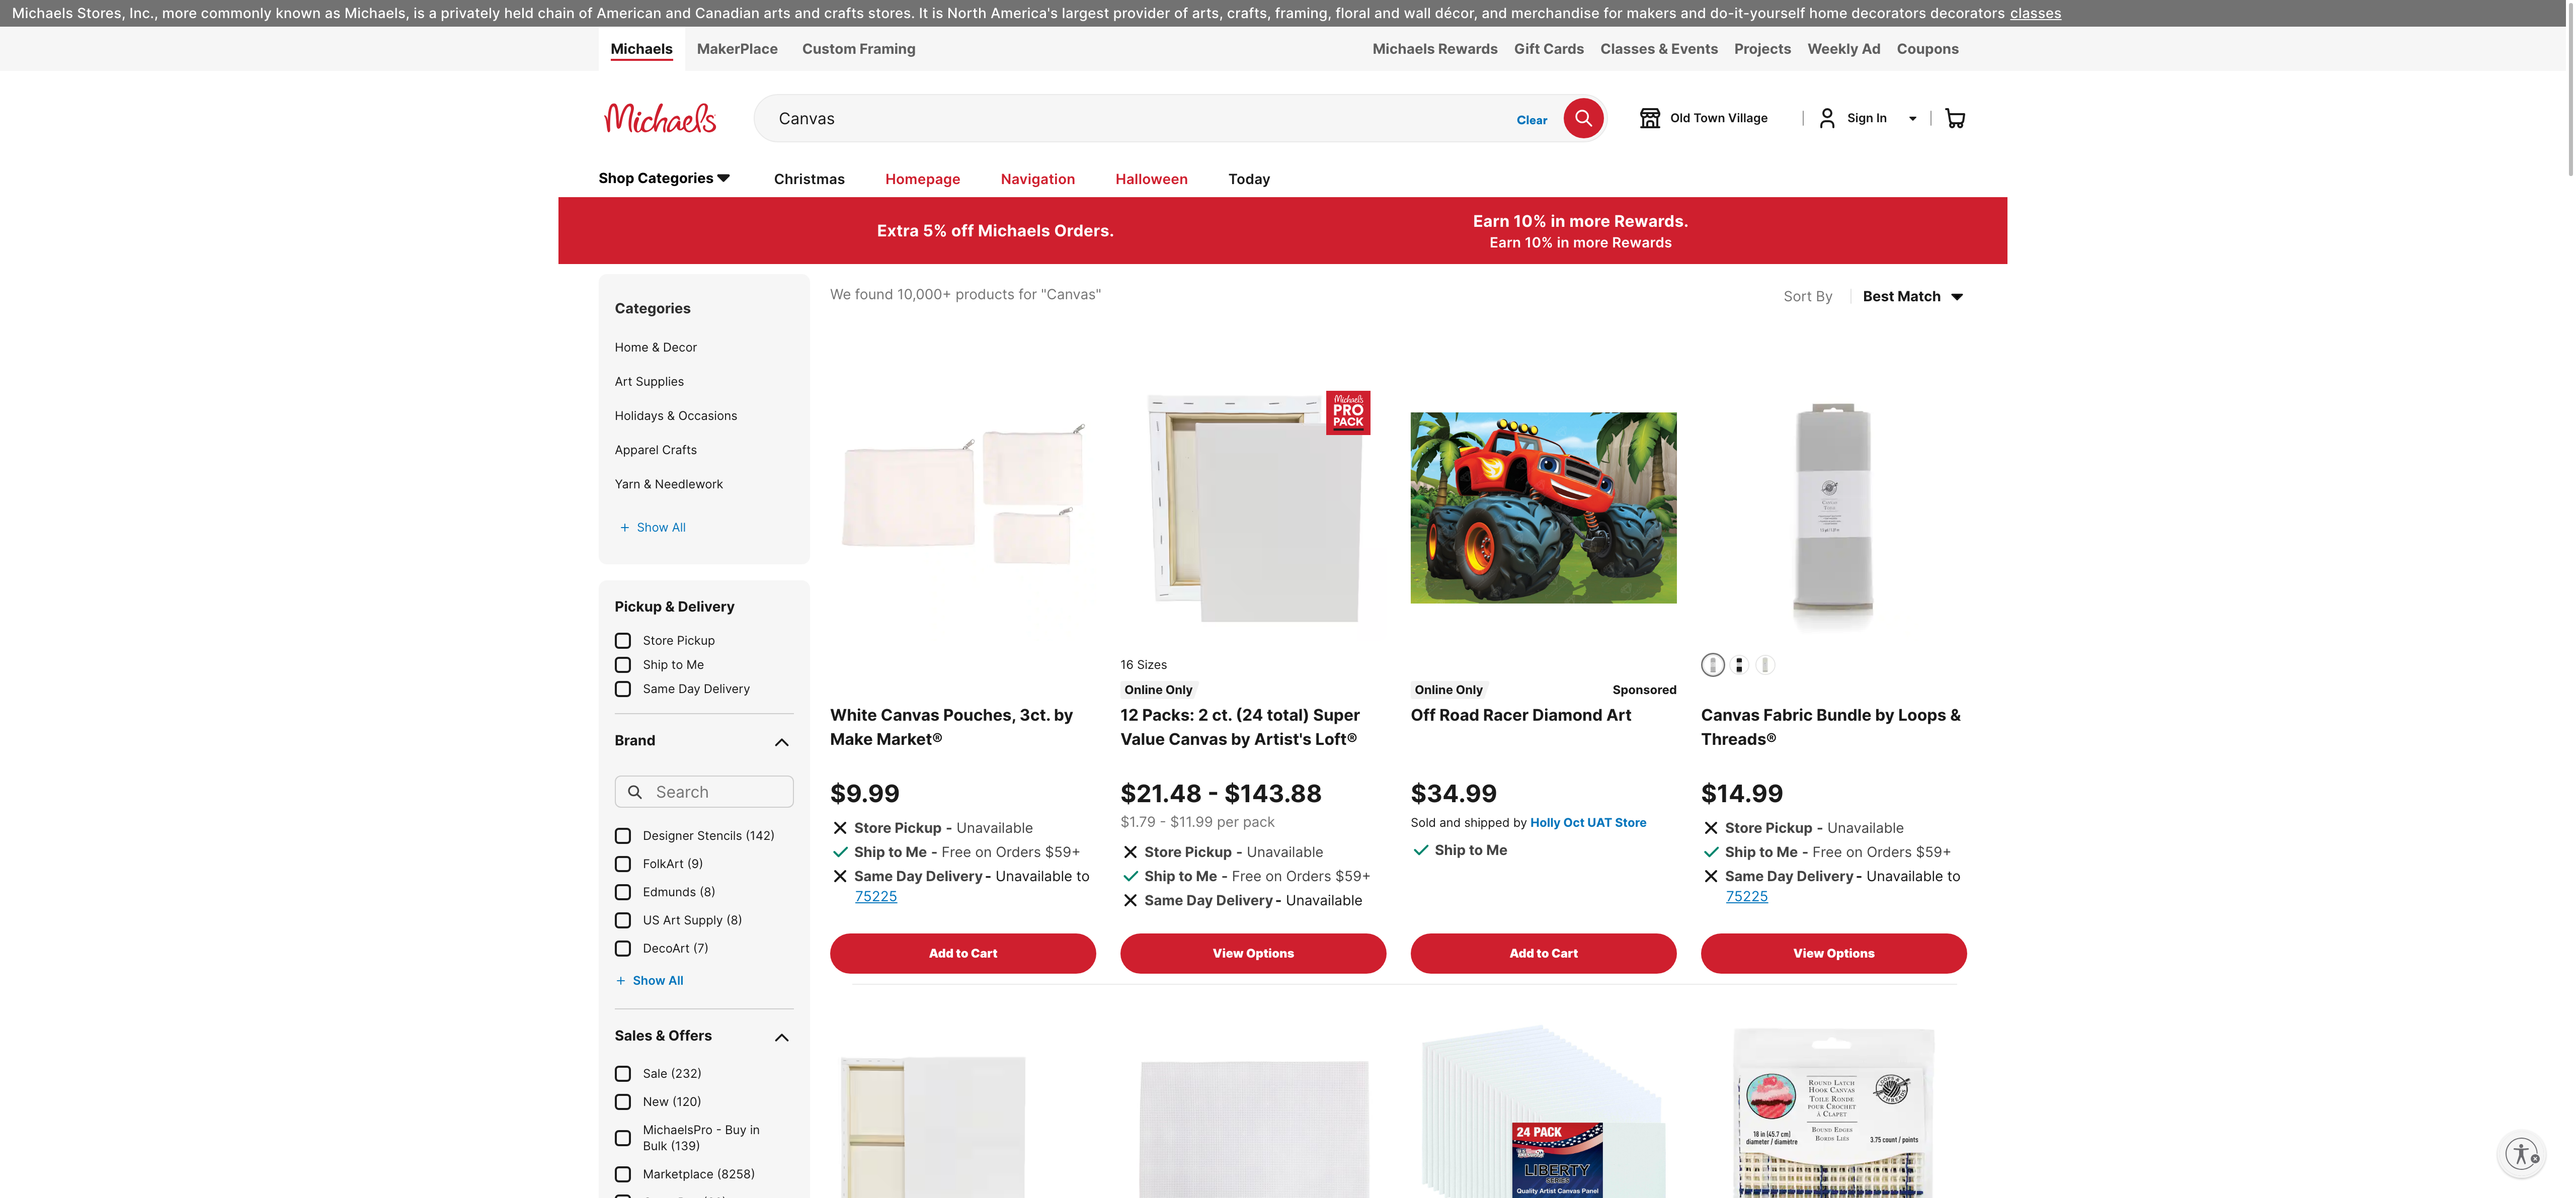 Michaels Stores, Inc., more commonly known as Michaels, is a privately held chain of American and Canadian arts and crafts stores. It is North America's largest provider of arts, crafts, framing, floral and wall décor, and merchandise for makers and do-it-yourself home decorators decorators classes
Michaels MakerPlace Custom Framing Michaels Rewards Gift Cards Classes & Events Projects Weekly Ad Coupons
Michaels Canvas Clear Old Town Village Sign In
Shop Categories Christmas Homepage Navigation Halloween Today
Extra 5% off Michaels Orders.
Earn 10% in more Rewards.
Earn 10% in more Rewards
Categories
Home & Decor
Art Supplies
Holidays & Occasions
Apparel Crafts
Yarn & Needlework
+ Show All
Pickup & Delivery
Store Pickup
Ship to Me
Same Day Delivery
Brand
Search
Designer Stencils (142)
FolkArt (9)
Edmunds (8)
US Art Supply (8)
DecoArt (7)
+ Show All
Sales & Offers
Sale (232)
New (120)
MichaelsPro - Buy in
Bulk (139)
Marketplace (8258)
We found 10,000+ products for "Canvas"
Sort By Best Match
White Canvas Pouches, 3ct. by
Make Market®
$9.99
Store Pickup - Unavailable
Ship to Me - Free on Orders $59+
Same Day Delivery - Unavailable to
75225
Add to Cart
Michaels
PRO
PACK
16 Sizes
Online Only
12 Packs: 2 ct. (24 total) Super
Value Canvas by Artist's Loft®
$21.48 - $143.88
$1.79 - $11.99 per pack
Store Pickup - Unavailable
Ship to Me - Free on Orders $59+
Same Day Delivery - Unavailable
View Options
Online Only Sponsored
Off Road Racer Diamond Art
$34.99
Sold and shipped by Holly Oct UAT Store
Ship to Me
Add to Cart
Canvas Fabric Bundle by Loops &
Threads®
$14.99
Store Pickup - Unavailable
Ship to Me - Free on Orders $59+
Same Day Delivery - Unavailable to
75225
View Options
24 PACK
LIBERTY
SERIES
Quality Artist Canvas Panel
ROUND LATCH
HOOK CANVAS
TOILE RONDE
POUR CROCHET
À CLAPET
ROUND EDGES
BORDS LIÉS
18 in (45.7 cm)
diameter / diamètre
3.75 count / points